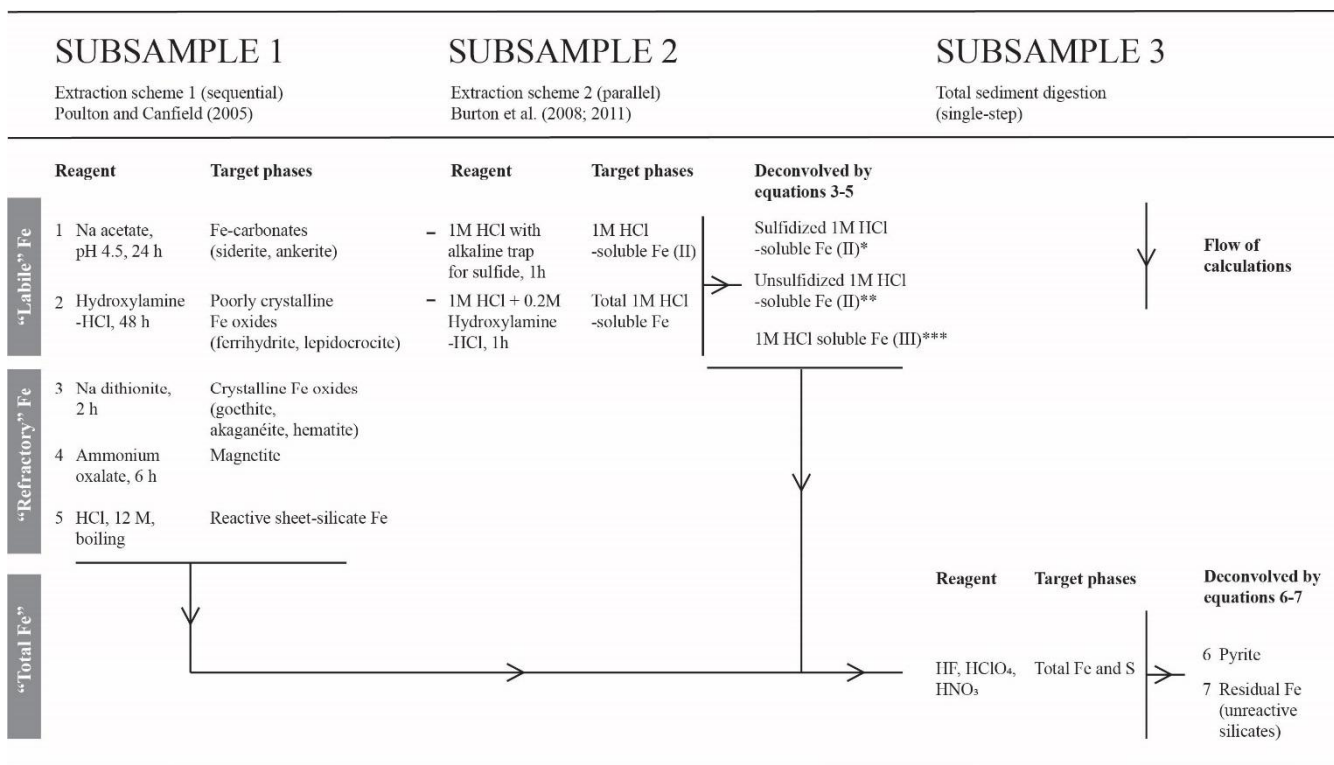 SUBSAMPLE 1
Extraction scheme 1 (sequential)
Poulton and Canfield (2005)
SUBSAMPLE 2
Extraction scheme 2 (parallel)
Burton et al. (2008; 2011)
SUBSAMPLE 3
Total sediment digestion
(single-step)
"Labile" Fe
Reagent
Target phases
1 Na acetate,
pH 4.5, 24 h
Fe-carbonates
(siderite, ankerite)
2 Hydroxylamine
-HCl, 48 h
Poorly crystalline
Fe oxides
(ferrihydrite, lepidocrocite)
"Refractory" Fe
3 Na dithionite,
2 h
Crystalline Fe oxides
(goethite,
akaganéite, hematite)
4 Ammonium
oxalate, 6 h
Magnetite
5 HCl, 12 M,
boiling
Reactive sheet-silicate Fe
Reagent
Target phases
– 1M HCl with
alkaline trap
for sulfide, 1h
1M HCl
-soluble Fe (II)
– 1M HCl + 0.2M
Hydroxylamine
-HCl, 1h
Total 1M HCl
-soluble Fe
Deconvolved by
equations 3-5
Sulfidized 1M HCl
-soluble Fe (II)*
Unsulfidized 1M HCl
-soluble Fe (II)**
1M HCl soluble Fe (III)***
Flow of
calculations
"Total Fe"
Reagent
Target phases
HF, HClO₄,
HNO₃
Total Fe and S
Deconvolved by
equations 6-7
6 Pyrite
7 Residual Fe
(unreactive
silicates)